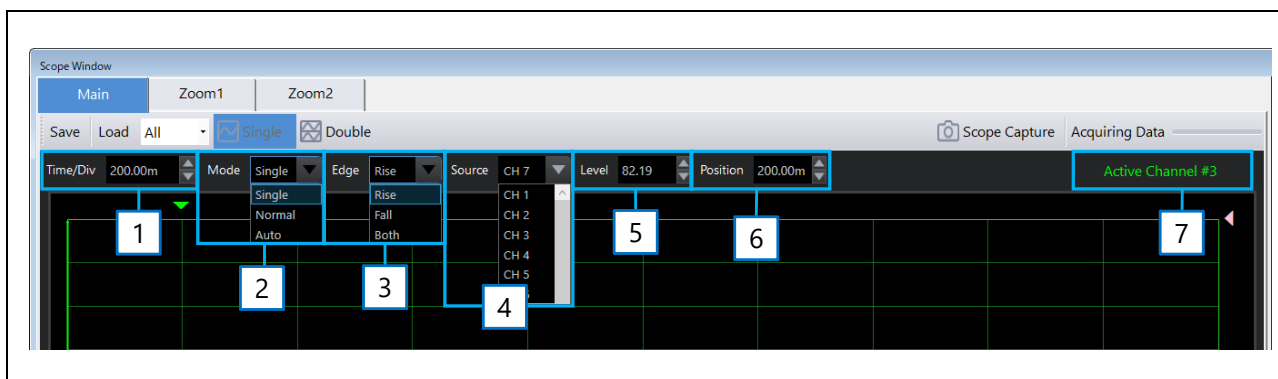 Scope Window
Main Zoom1 Zoom2
Save Load All Single Double Scope Capture Acquiring Data
Time/Div 200.00m Mode Single Edge Rise Source CH 7 Level 82.19 Position 200.00m Active Channel #3
Single Rise CH 1
Normal Fall CH 2
Auto Both CH 3
CH 4
CH 5
1
2
3
4
5
6
7